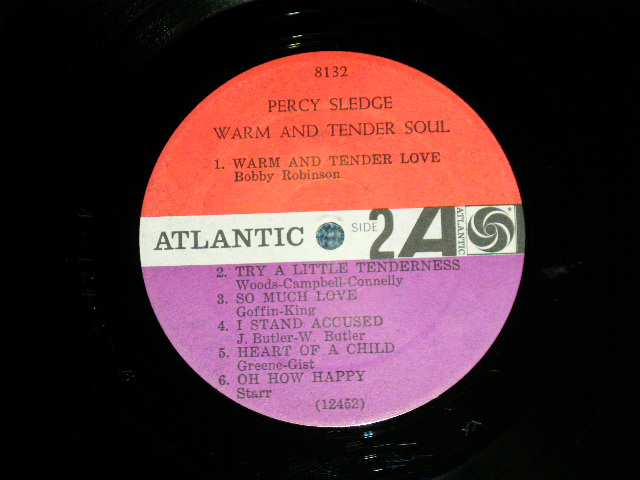 8132
PERCY SLEDGE
WARM AND TENDER SOUL
1. WARM AND TENDER LOVE
Bobby Robinson
ATLANTIC
SIDE 2
A
ATLANTIC
2. TRY A LITTLE TENDERNESS
Woods-Campbell-Connelly
3. SO MUCH LOVE
Goffin-King
4. I STAND ACCUSED
J. Butler-W. Butler
5. HEART OF A CHILD
Greene-Gist
6. OH HOW HAPPY
Starr
(12452)